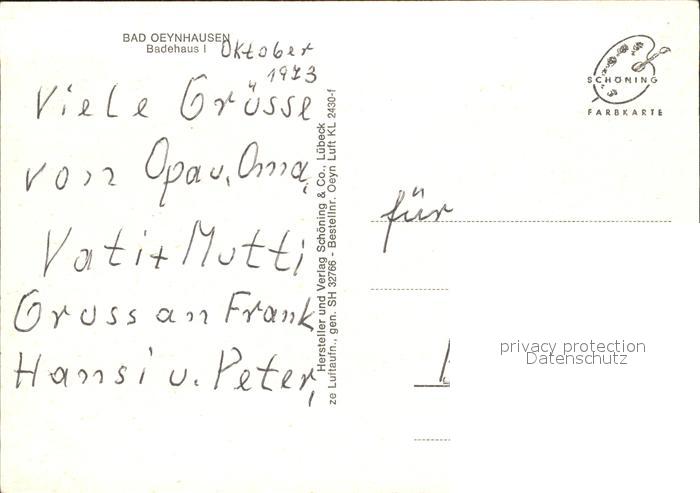 BAD OEYNHAUSEN
Badehaus I
Oktober
1973
Viele Grüsse
von Opa u. Oma,
Vati + Mutti
Gruss an Frank
Hansi u. Peter,
Hersteller und Verlag Schöning & Co., Lübeck
ze Luftaufn., gen. SH 32766 - Bestellnr. Oeyn Luft KL 2430-f
SCHÖNING
FARBKARTE
für
privacy protection
Datenschutz